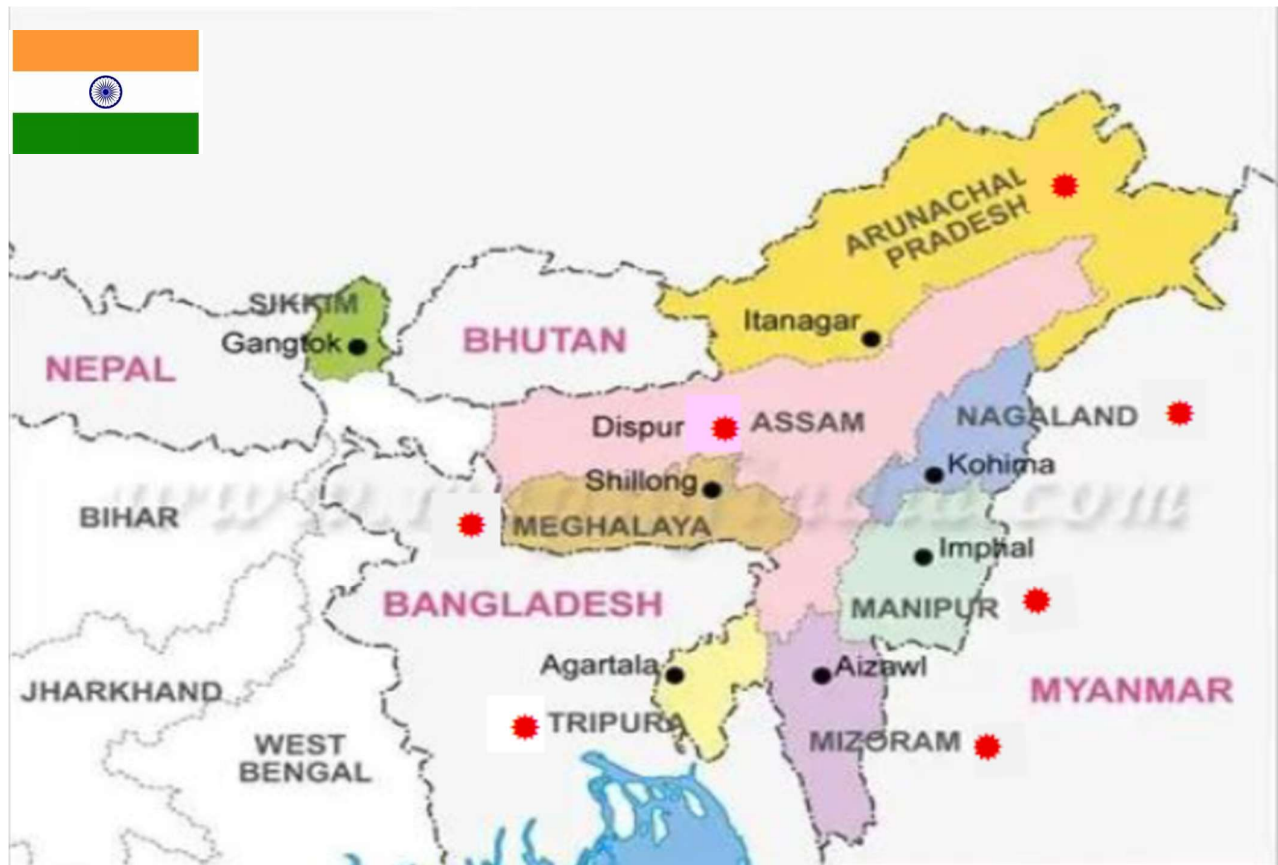 ARUNACHAL
PRADESH
SIKKIM
Gangtok
NEPAL
BHUTAN
Itanagar
Dispur
ASSAM
NAGALAND
Kohima
Shillong
MEGHALAYA
BIHAR
Imphal
BANGLADESH
MANIPUR
Agartala
Aizawl
JHARKHAND
MYANMAR
TRIPURA
MIZORAM
WEST
BENGAL